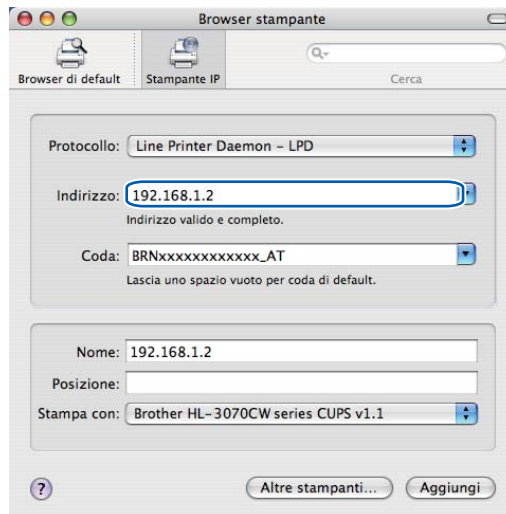 Browser stampante
Browser di default
Stampante IP
Cerca
Protocollo: Line Printer Daemon – LPD
Indirizzo: 192.168.1.2
Indirizzo valido e completo.
Coda: BRNxxxxxxxxxxxx_AT
Lascia uno spazio vuoto per coda di default.
Nome: 192.168.1.2
Posizione:
Stampa con: Brother HL-3070CW series CUPS v1.1
?
Altre stampanti... Aggiungi